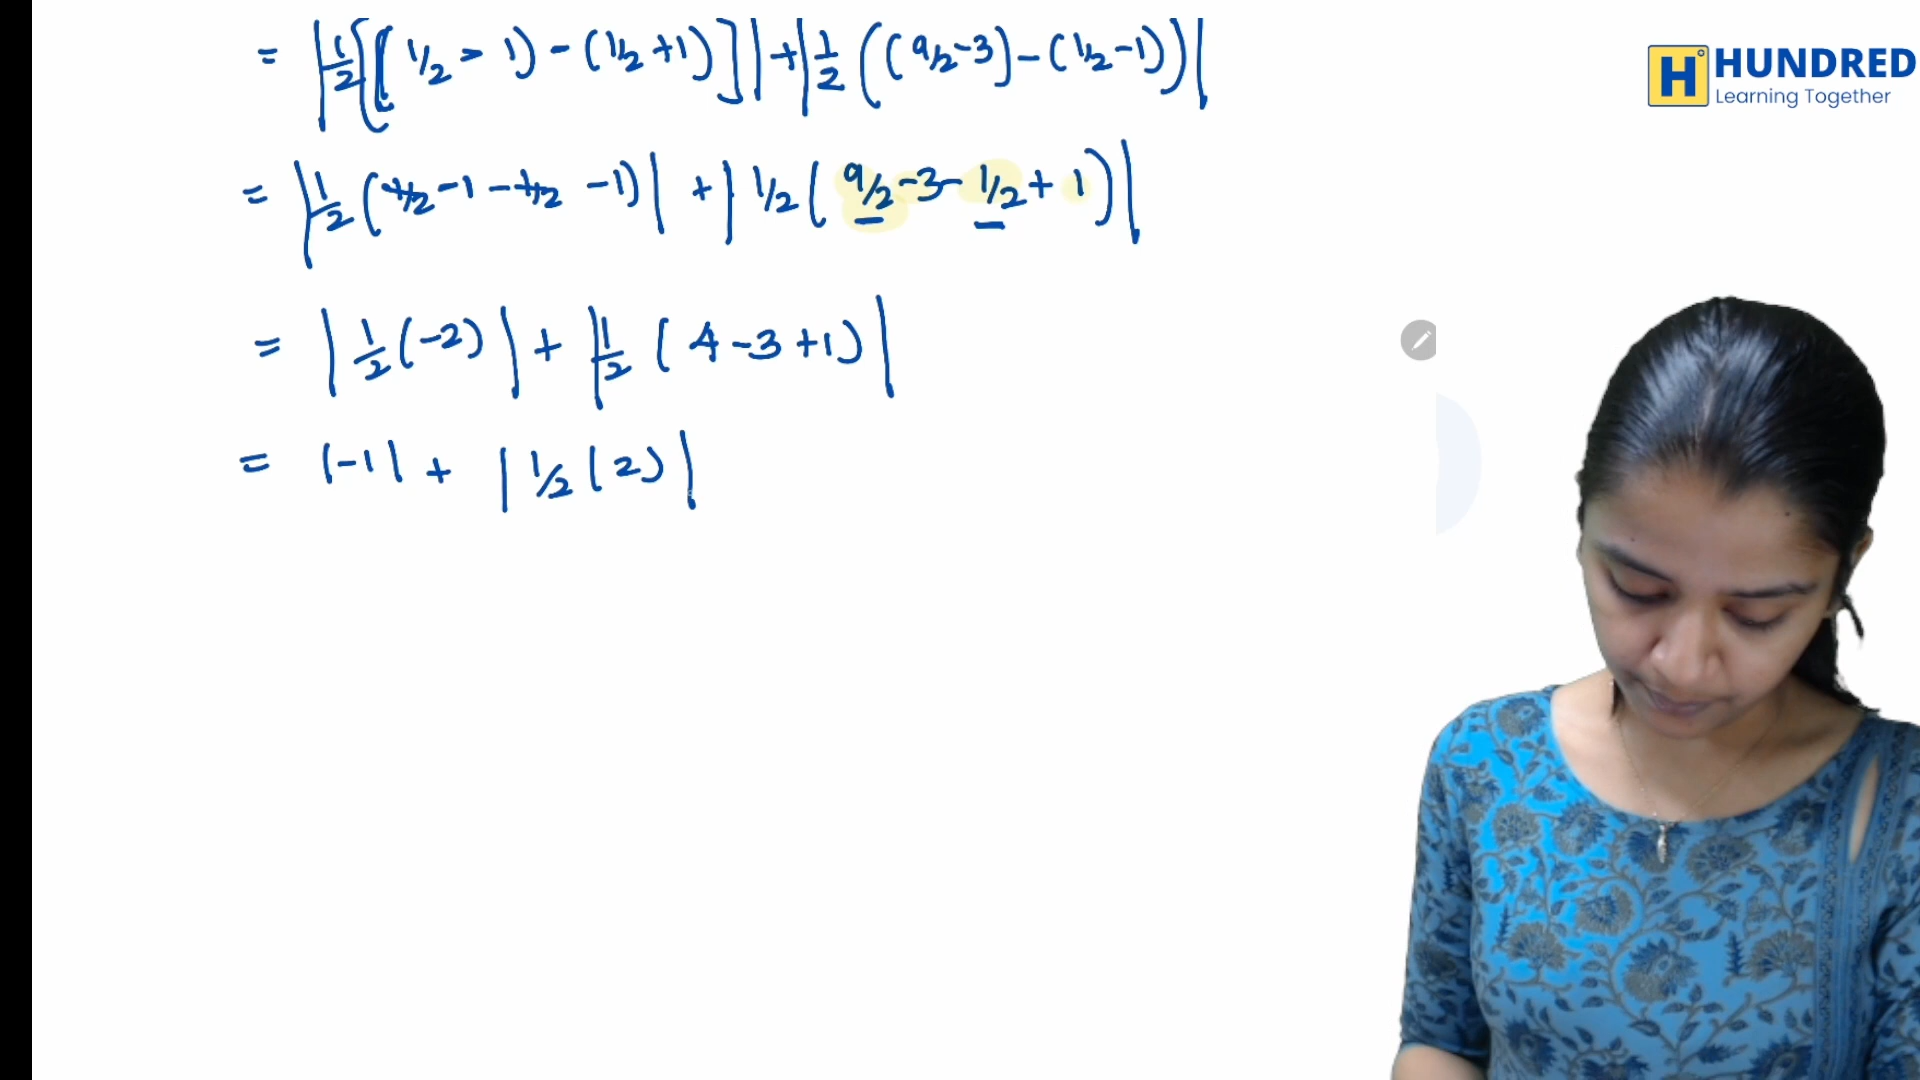 = |1/2 [(1/2 - 1) - (1/2 + 1)]| + |1/2 ((9/2 - 3) - (1/2 - 1))|
HUNDRED
Learning Together
= |1/2 (1/2 - 1 - 1/2 - 1)| + |1/2 (9/2 - 3 - 1/2 + 1)|
= |1/2 (-2)| + |1/2 (4 - 3 + 1)|
= |-1| + |1/2 (2)|